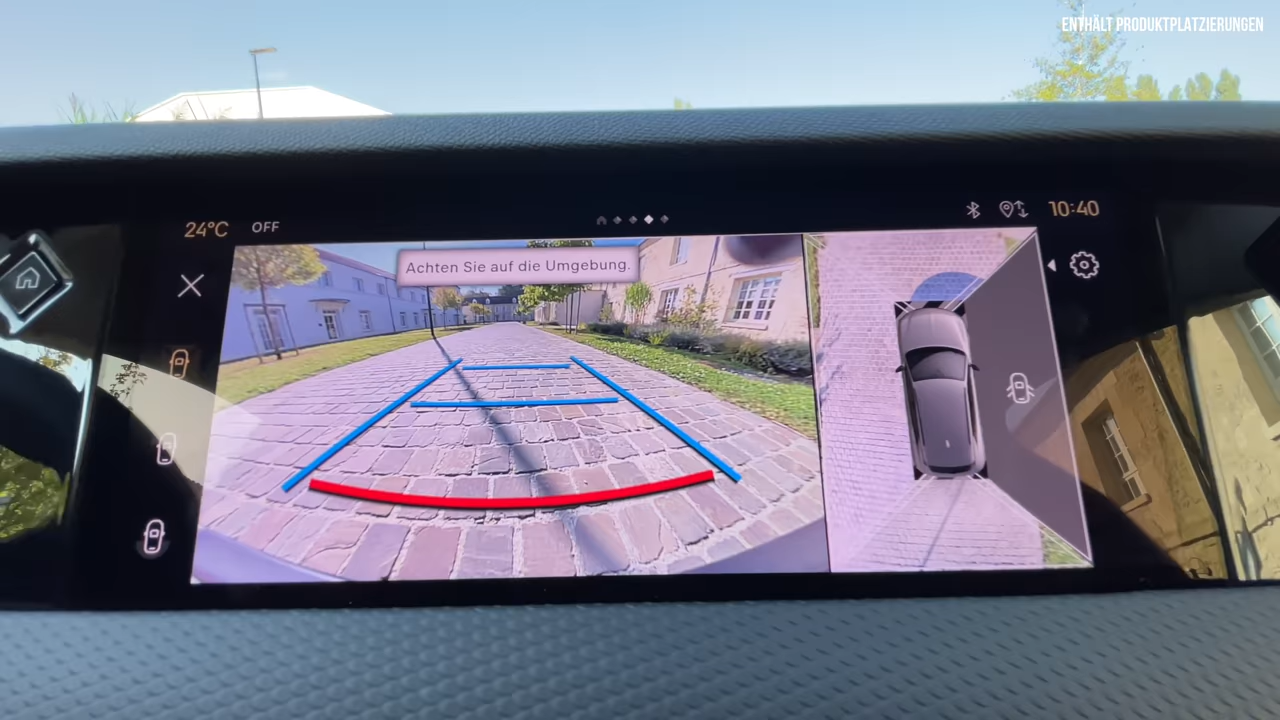 ENTHÄLT PRODUKTPLATZIERUNGEN
24°C OFF
10:40
Achten Sie auf die Umgebung.